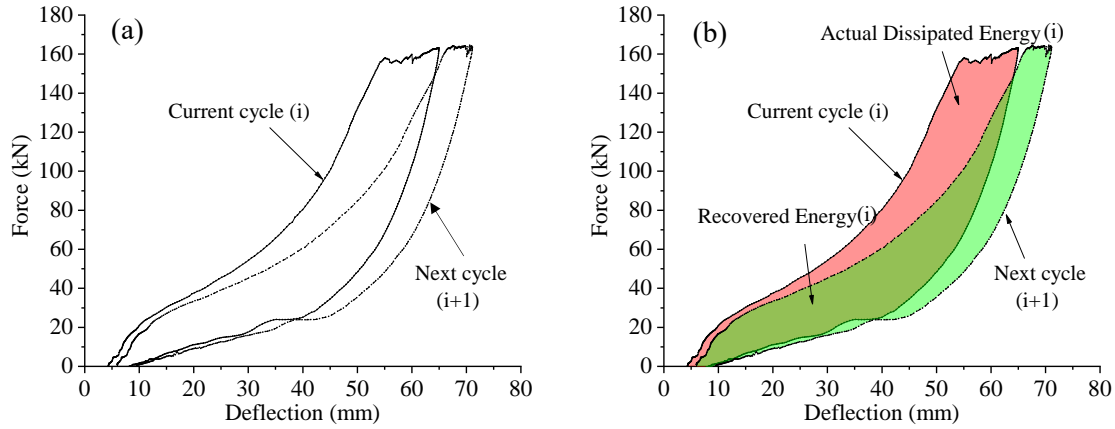 (a)
Force (kN)
180
160
140
120
100
80
60
40
20
0
Current cycle (i)
Next cycle
(i+1)
0 10 20 30 40 50 60 70 80
Deflection (mm)
(b)
Force (kN)
180
160
140
120
100
80
60
40
20
0
Actual Dissipated Energy (i)
Current cycle (i)
Recovered Energy (i)
Next cycle
(i+1)
0 10 20 30 40 50 60 70 80
Deflection (mm)